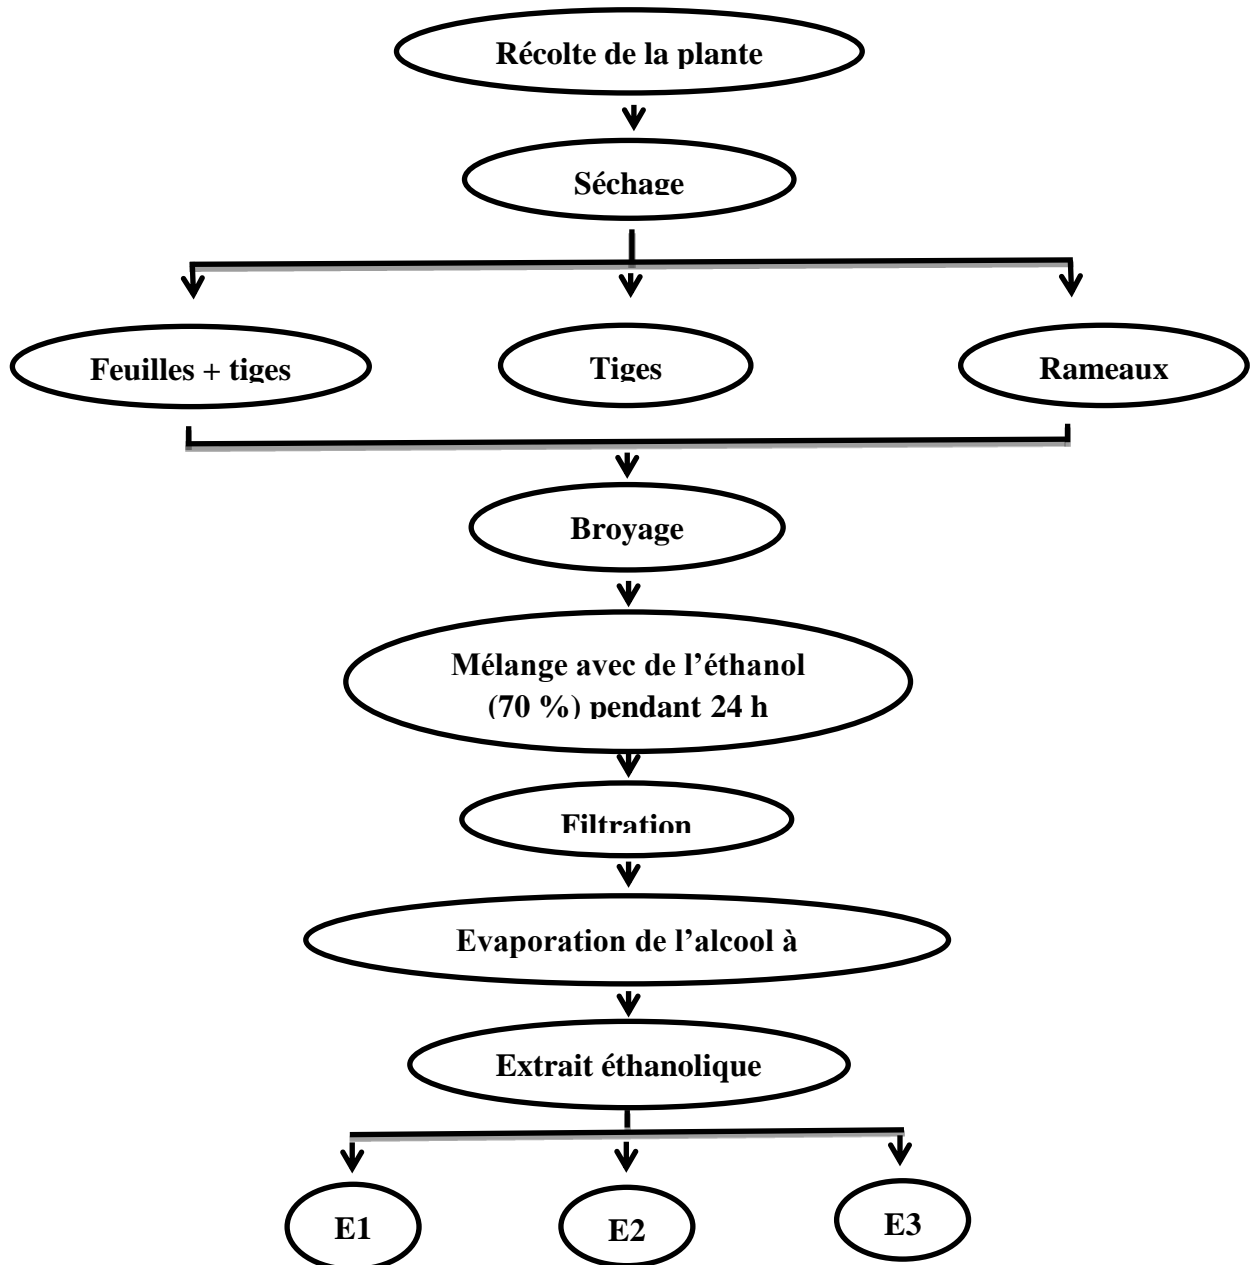 Récolte de la plante
Séchage
Feuilles + tiges
Tiges
Rameaux
Broyage
Mélange avec de l’éthanol
(70 %) pendant 24 h
Filtration
Evaporation de l’alcool à
Extrait éthanolique
E1
E2
E3